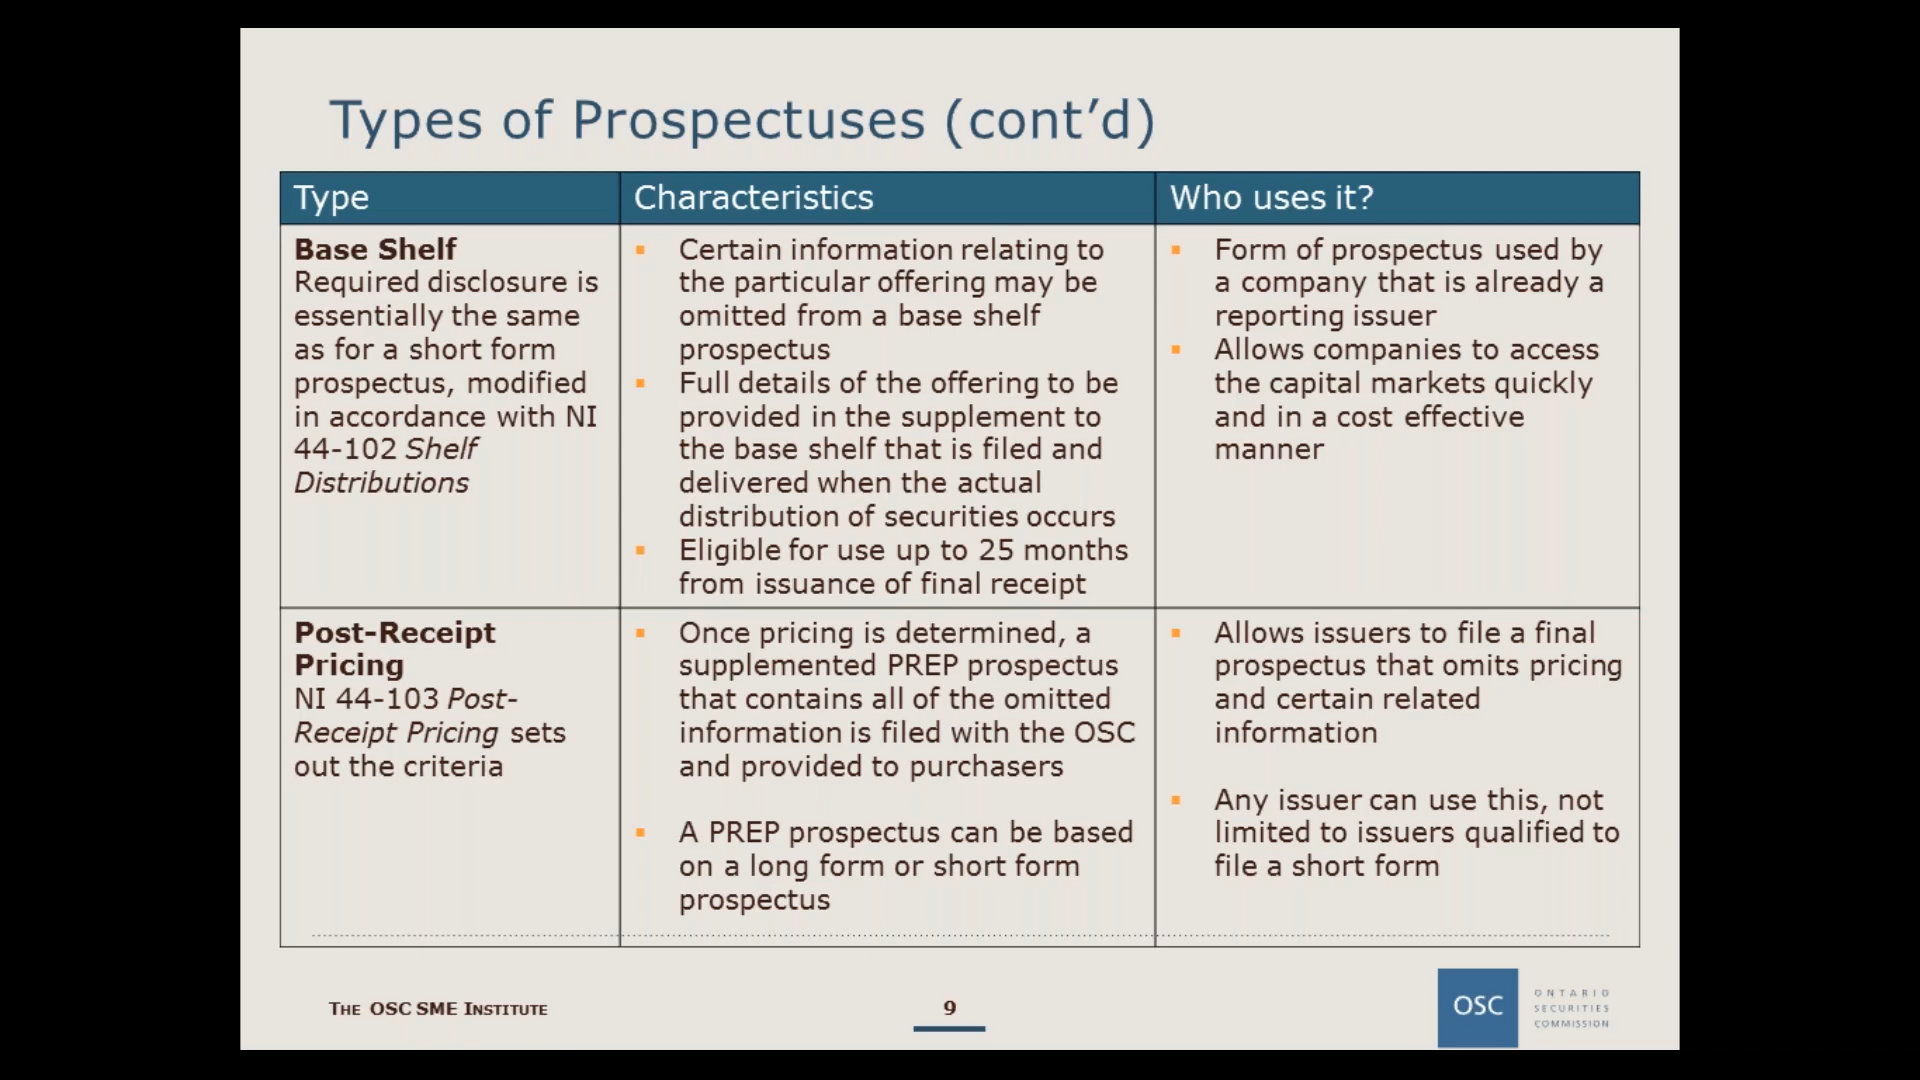 Types of Prospectuses (cont’d)
Type
Characteristics
Who uses it?
Base Shelf
Required disclosure is
essentially the same
as for a short form
prospectus, modified
in accordance with NI
44-102 Shelf
Distributions
▪ Certain information relating to
the particular offering may be
omitted from a base shelf
prospectus
▪ Full details of the offering to be
provided in the supplement to
the base shelf that is filed and
delivered when the actual
distribution of securities occurs
▪ Eligible for use up to 25 months
from issuance of final receipt
▪ Form of prospectus used by
a company that is already a
reporting issuer
▪ Allows companies to access
the capital markets quickly
and in a cost effective
manner
Post-Receipt
Pricing
NI 44-103 Post-
Receipt Pricing sets
out the criteria
▪ Once pricing is determined, a
supplemented PREP prospectus
that contains all of the omitted
information is filed with the OSC
and provided to purchasers
▪ A PREP prospectus can be based
on a long form or short form
prospectus
▪ Allows issuers to file a final
prospectus that omits pricing
and certain related
information
▪ Any issuer can use this, not
limited to issuers qualified to
file a short form
THE OSC SME INSTITUTE
9
OSC
ONTARIO
SECURITIES
COMMISSION